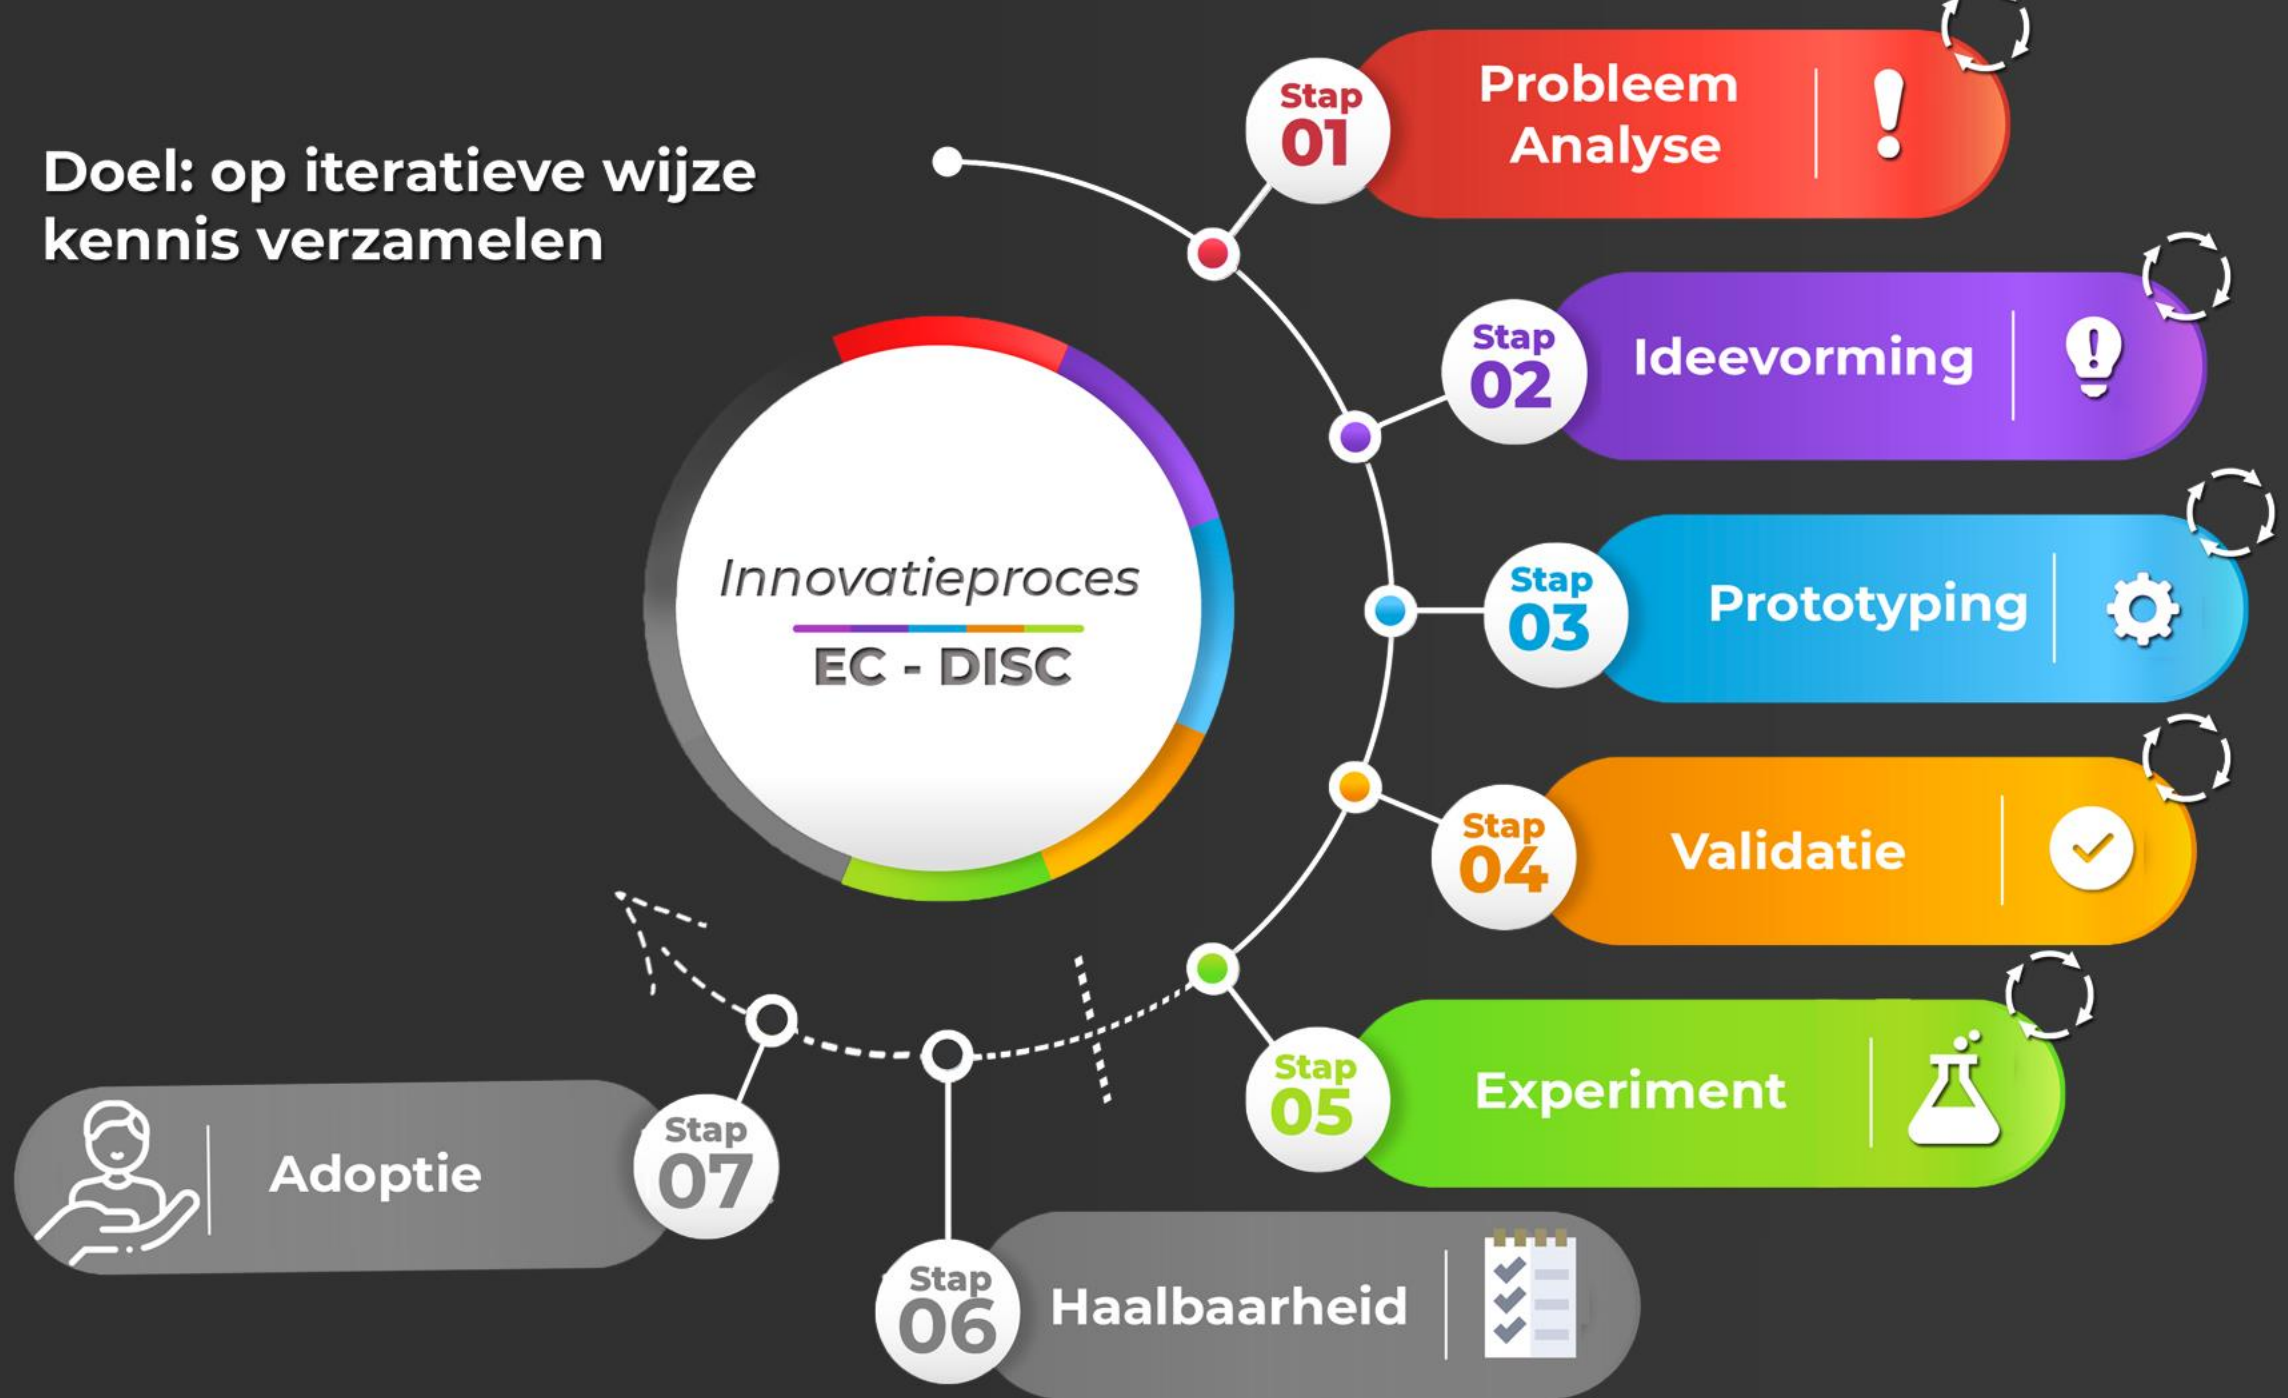 Doel: op iteratieve wijze
kennis verzamelen
Innovatieproces
EC - DISC
Stap
01
Probleem
Analyse
Stap
02
Ideevorming
Stap
03
Prototyping
Stap
04
Validatie
Stap
05
Experiment
Stap
06
Haalbaarheid
Stap
07
Adoptie